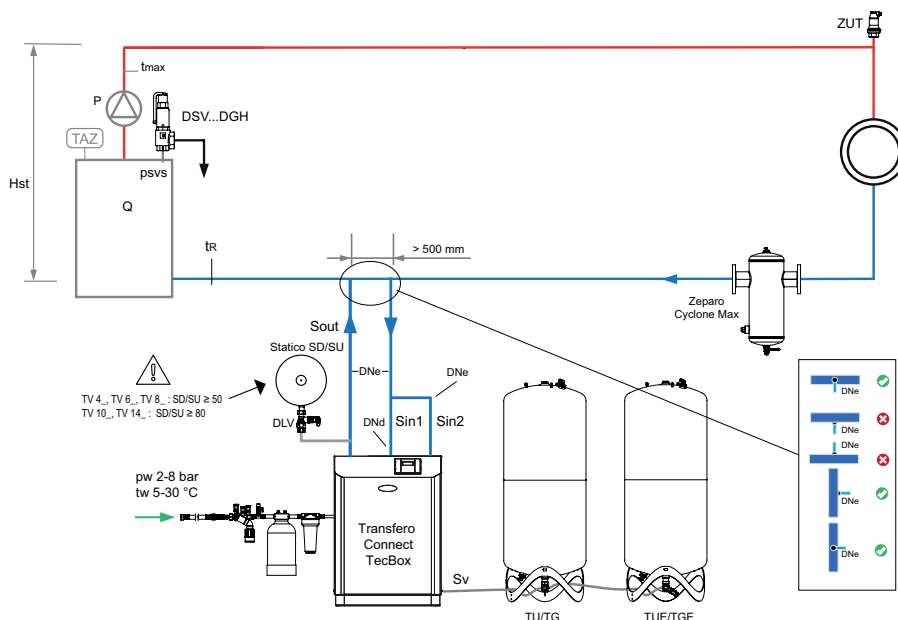 ZUT
tmax
P
DSV...DGH
TAZ
Hst
psvs
Q
tR
> 500 mm
Zeparo
Cyclone Max
Sout
Statico SD/SU
DNe
DNe
TV 4_, TV 6_, TV 8_ : SD/SU ≥ 50
TV 10_, TV 14_ : SD/SU ≥ 80
DLV
DNd
Sin1
Sin2
DNe
DNe
DNe
DNe
DNe
pw 2-8 bar
tw 5-30 °C
Transfero
Connect
TecBox
Sv
TU/TG
TUE/TGE